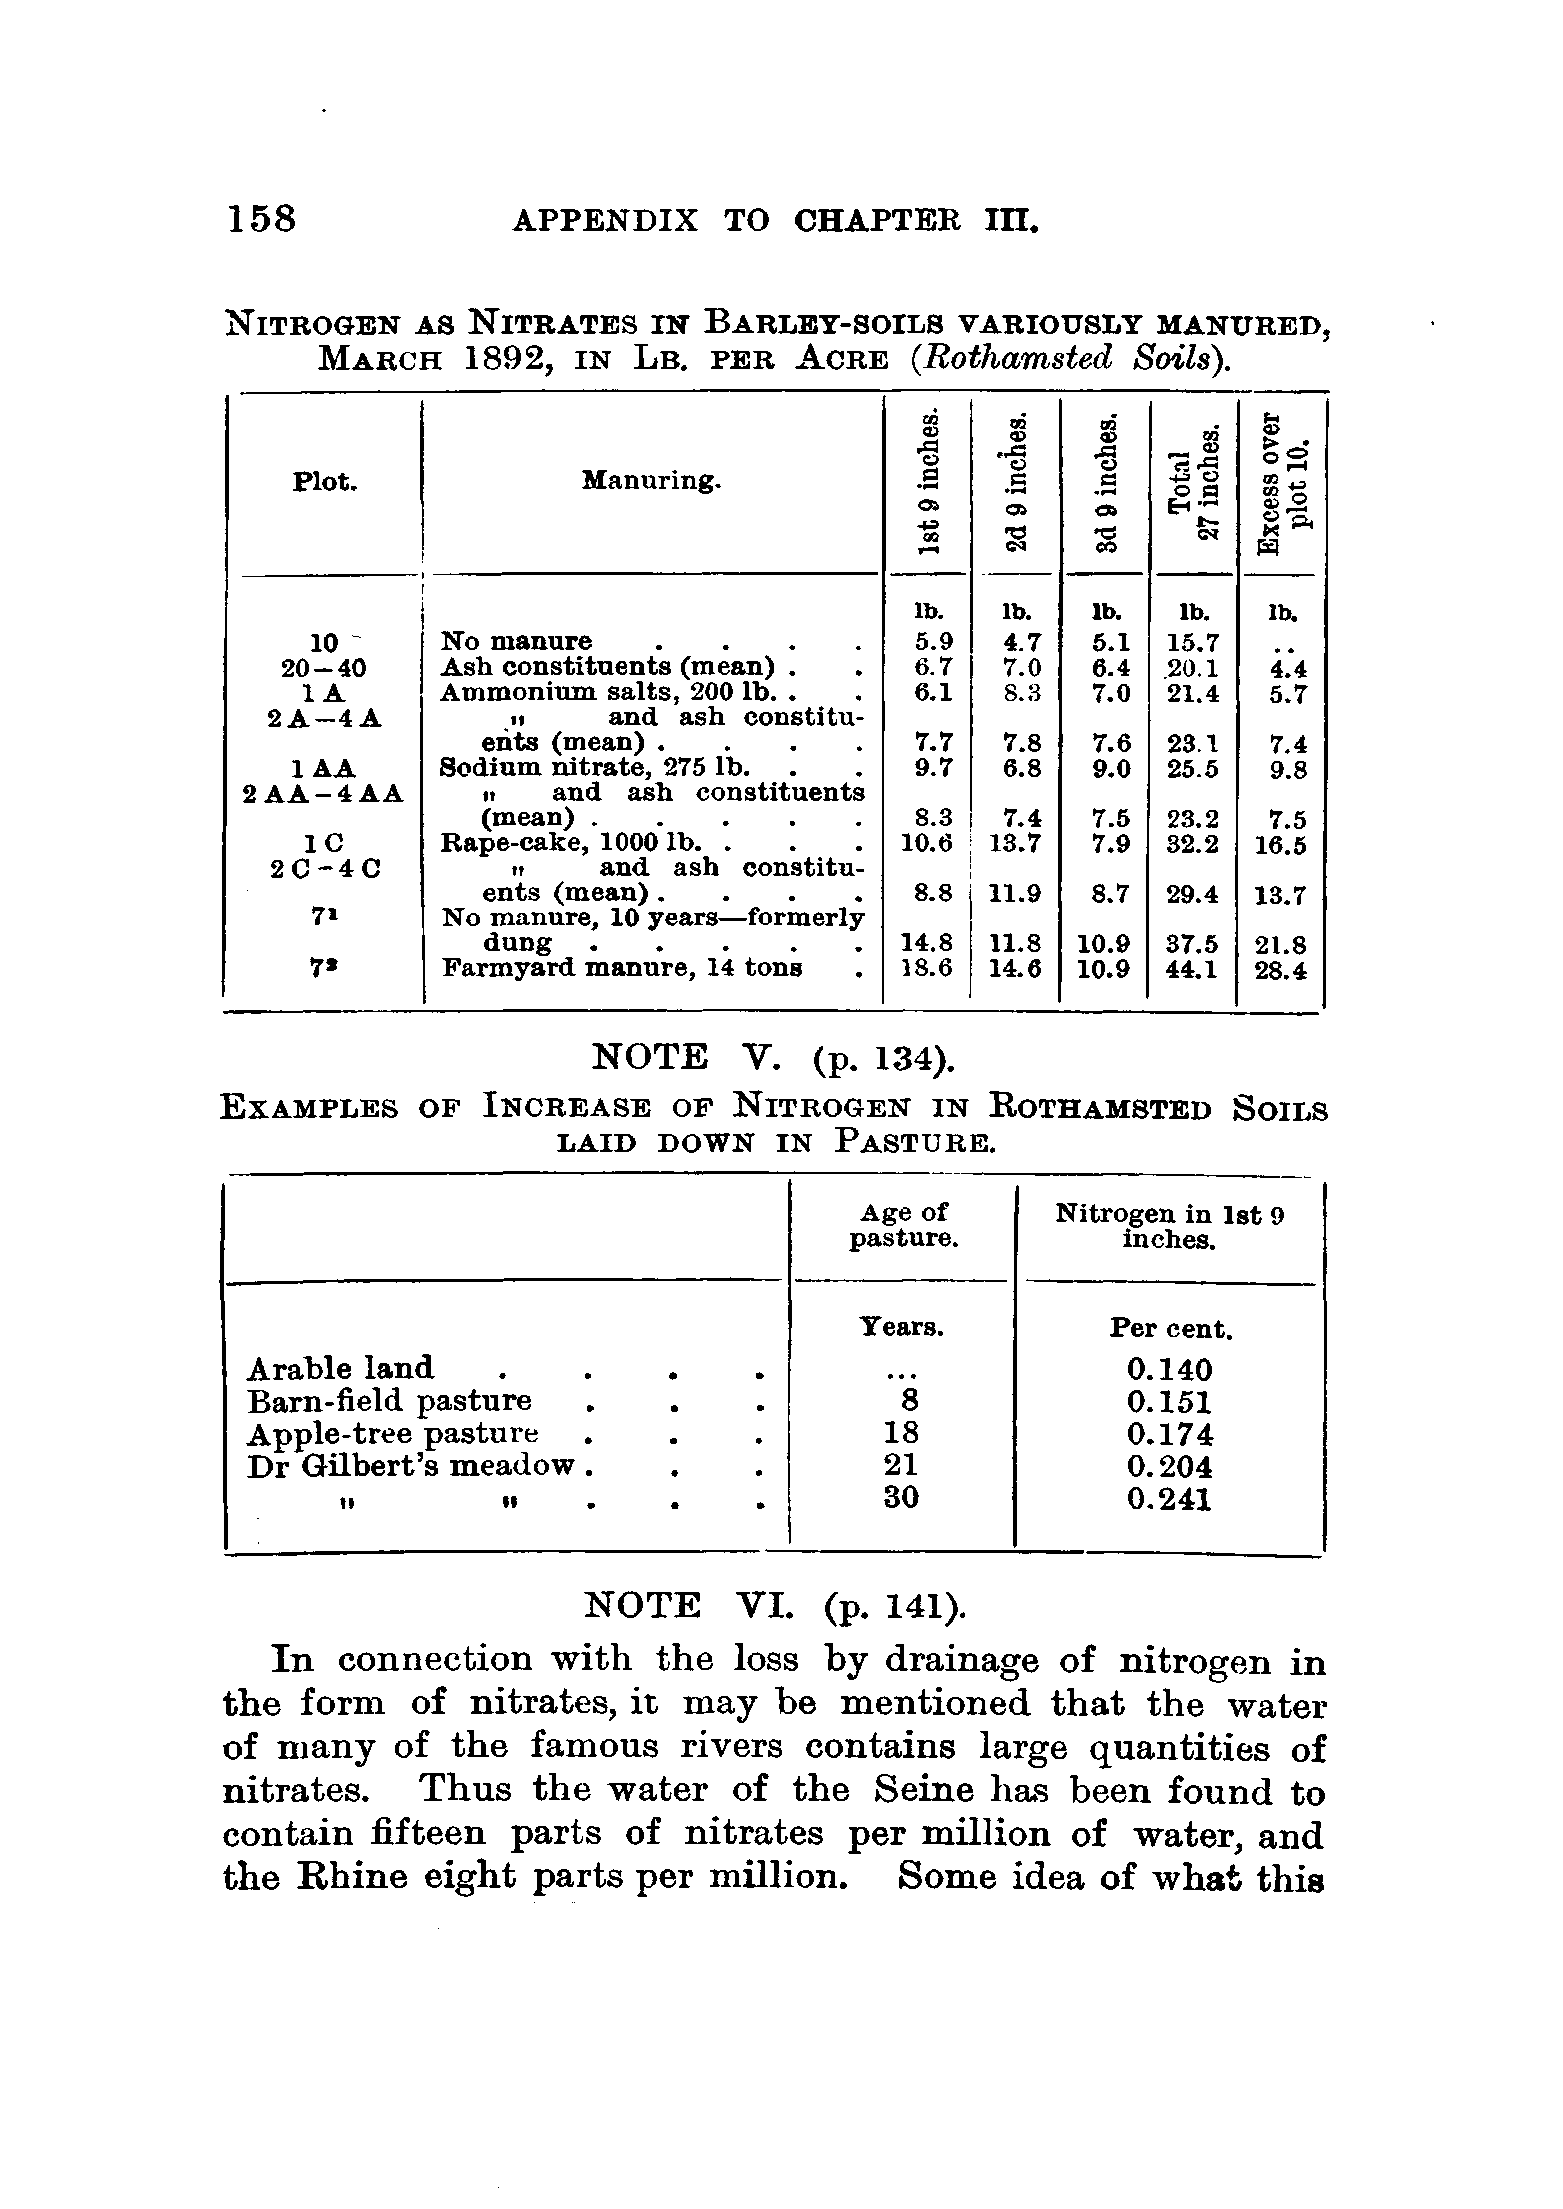 158 APPENDIX TO CHAPTER III.
NITROGEN AS NITRATES IN BARLEY-SOILS VARIOUSLY MANURED,
MARCH 1892, IN LB. PER ACRE (Rothamsted Soils).
Plot. Manuring. 1st 9 inches. 2d 9 inches. 3d 9 inches. Total 27 inches. Excess over plot 10.
lb. lb. lb. lb. lb.
10 No manure . . . . 5.9 4.7 5.1 15.7 ..
20–40 Ash constituents (mean) . . 6.7 7.0 6.4 20.1 4.4
1 A Ammonium salts, 200 lb. . . 6.1 8.3 7.0 21.4 5.7
2 A–4 A " and ash constitu-
ents (mean) . . . . 7.7 7.8 7.6 23.1 7.4
1 AA Sodium nitrate, 275 lb. . . 9.7 6.8 9.0 25.5 9.8
2 AA–4 AA " and ash constituents
(mean) . . . . . 8.3 7.4 7.5 23.2 7.5
1 C Rape-cake, 1000 lb. . . . 10.6 13.7 7.9 32.2 16.5
2 C–4 C " and ash constitu-
ents (mean) . . . . 8.8 11.9 8.7 29.4 13.7
7¹ No manure, 10 years—formerly
dung . . . . . 14.8 11.8 10.9 37.5 21.8
7² Farmyard manure, 14 tons . 18.6 14.6 10.9 44.1 28.4
NOTE V. (p. 134).
EXAMPLES OF INCREASE OF NITROGEN IN ROTHAMSTED SOILS
LAID DOWN IN PASTURE.
Age of Nitrogen in 1st 9
pasture. inches.
Years. Per cent.
Arable land . . . . ... 0.140
Barn-field pasture . . . 8 0.151
Apple-tree pasture . . . 18 0.174
Dr Gilbert's meadow . . . 21 0.204
" " . . . 30 0.241
NOTE VI. (p. 141).
In connection with the loss by drainage of nitrogen in
the form of nitrates, it may be mentioned that the water
of many of the famous rivers contains large quantities of
nitrates. Thus the water of the Seine has been found to
contain fifteen parts of nitrates per million of water, and
the Rhine eight parts per million. Some idea of what this